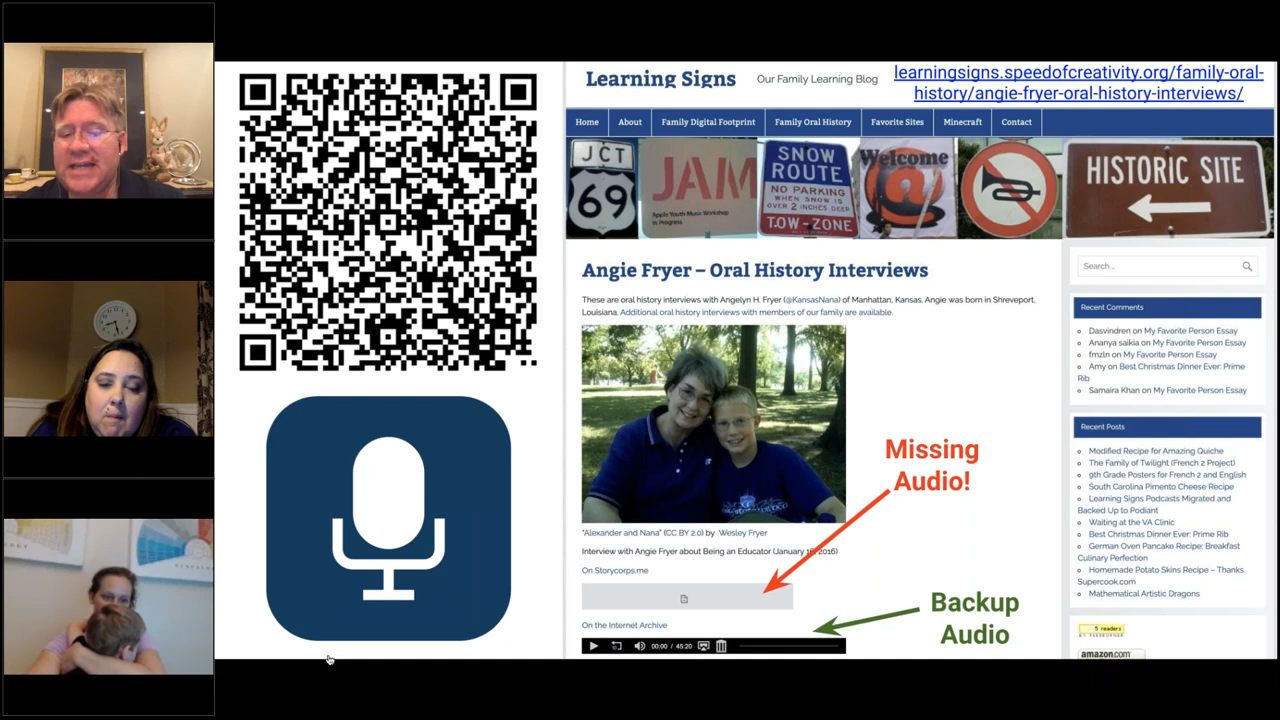 Learning Signs
Our Family Learning Blog
learningsigns.speedofcreativity.org/family-oral-
history/angie-fryer-oral-history-interviews/
Home About Family Digital Footprint Family Oral History Favorite Sites Minecraft Contact
JCT
69
JAM
Apple Youth Music Workshop
in Progress
SNOW
ROUTE
NO PARKING
WHEN SNOW IS
OVER 2 INCHES DEEP
TOW-ZONE
Welcome
@
HISTORIC SITE
Angie Fryer – Oral History Interviews
These are oral history interviews with Angelyn H. Fryer (@KansasNana) of Manhattan, Kansas. Angie was born in Shreveport,
Louisiana. Additional oral history interviews with members of our family are available.
"Alexander and Nana" (CC BY 2.0) by Wesley Fryer
Interview with Angie Fryer about Being an Educator (January 2016)
On Storycorps.me
On the Internet Archive
00:00 / 45:20
Missing
Audio!
Backup
Audio
Search ...
Recent Comments
Dasvindren on My Favorite Person Essay
Ananya saikia on My Favorite Person Essay
fmzln on My Favorite Person Essay
Amy on Best Christmas Dinner Ever: Prime
Rib
Samaira Khan on My Favorite Person Essay
Recent Posts
Modified Recipe for Amazing Quiche
The Family of Twilight (French 2 Project)
9th Grade Posters for French 2 and English
South Carolina Pimento Cheese Recipe
Learning Signs Podcasts Migrated and
Backed Up to Podiant
Waiting at the VA Clinic
Best Christmas Dinner Ever: Prime Rib
German Oven Pancake Recipe: Breakfast
Culinary Perfection
Homemade Potato Skins Recipe – Thanks
Supercook.com
Mathematical Artistic Dragons
5 readers
BY FEEDBURNER
amazon.com